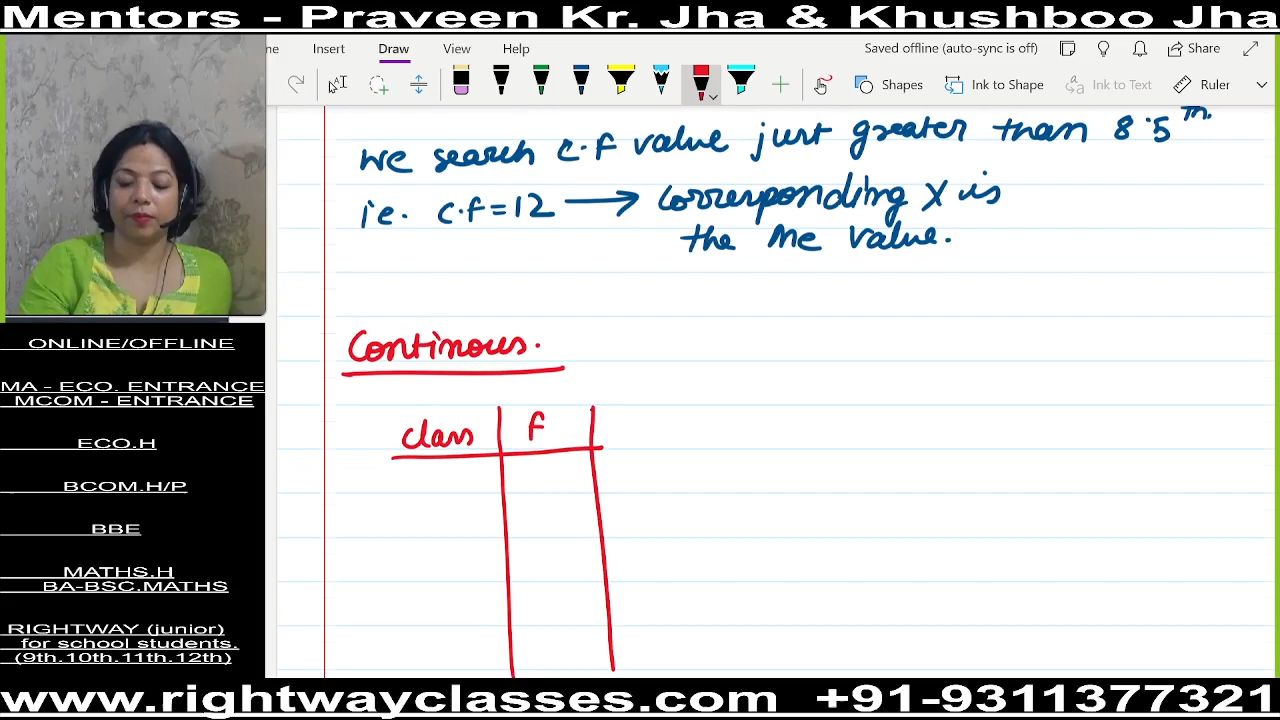 Mentors - Praveen Kr. Jha & Khushboo Jha
Insert Draw View Help
Saved offline (auto-sync is off)
Share
Shapes
Ink to Shape
Ink to Text
Ruler
we search c.f value just greater than 8.5th.
ie. c.f=12 → corresponding X is
the Me value.
Continous.
class f
ONLINE/OFFLINE
MA - ECO. ENTRANCE
MCOM - ENTRANCE
ECO.H
BCOM.H/P
BBE
MATHS.H
BA-BSC.MATHS
RIGHTWAY (junior)
for school students.
(9th.10th.11th.12th)
www.rightwayclasses.com +91-9311377321